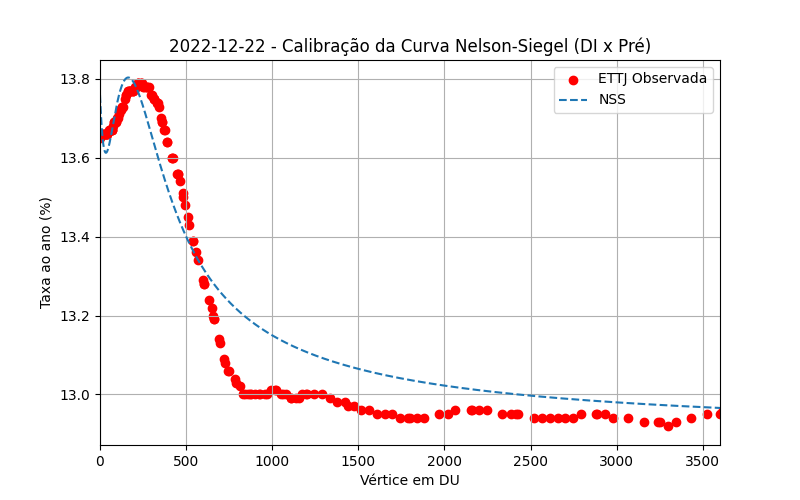 2022-12-22 - Calibração da Curva Nelson-Siegel (DI x Pré)
ETTJ Observada
NSS
Taxa ao ano (%)
13.8
13.6
13.4
13.2
13.0
0 500 1000 1500 2000 2500 3000 3500
Vértice em DU